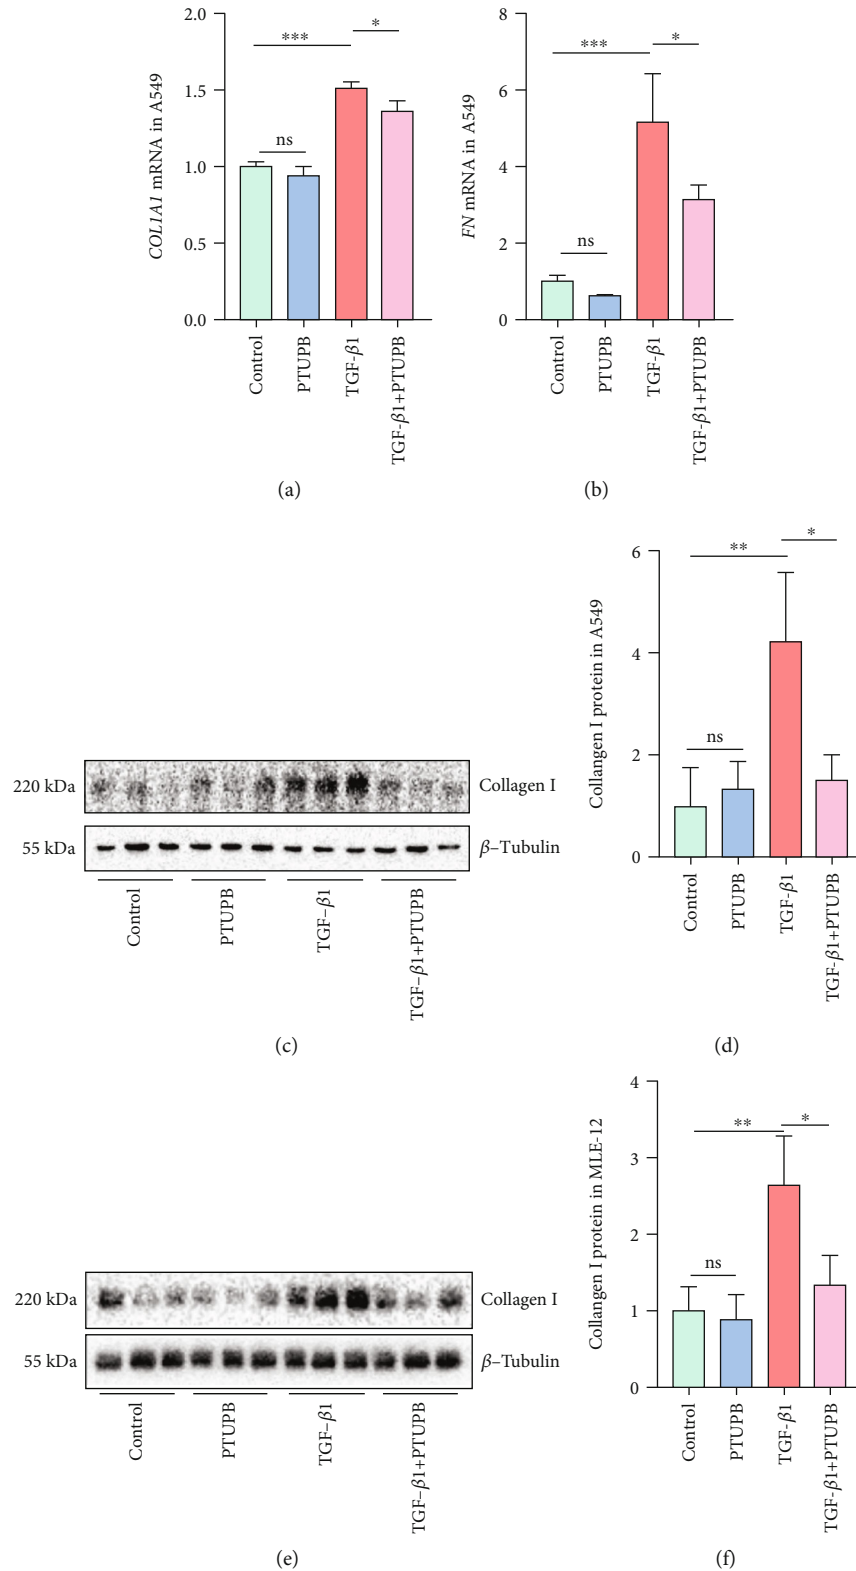 COL1A1 mRNA in A549
2.0
1.5
1.0
0.5
0.0
ns
***
*
Control
PTUPB
TGF-β1
TGF-β1+PTUPB
(a)
FN mRNA in A549
8
6
4
2
0
ns
***
*
Control
PTUPB
TGF-β1
TGF-β1+PTUPB
(b)
220 kDa
Collagen I
55 kDa
β–Tubulin
Control
PTUPB
TGF–β1
TGF–β1+PTUPB
(c)
Collangen I protein in A549
6
4
2
0
ns
**
*
Control
PTUPB
TGF-β1
TGF-β1+PTUPB
(d)
220 kDa
Collagen I
55 kDa
β–Tubulin
Control
PTUPB
TGF–β1
TGF–β1+PTUPB
(e)
Collangen I protein in MLE-12
4
3
2
1
0
ns
**
*
Control
PTUPB
TGF-β1
TGF-β1+PTUPB
(f)